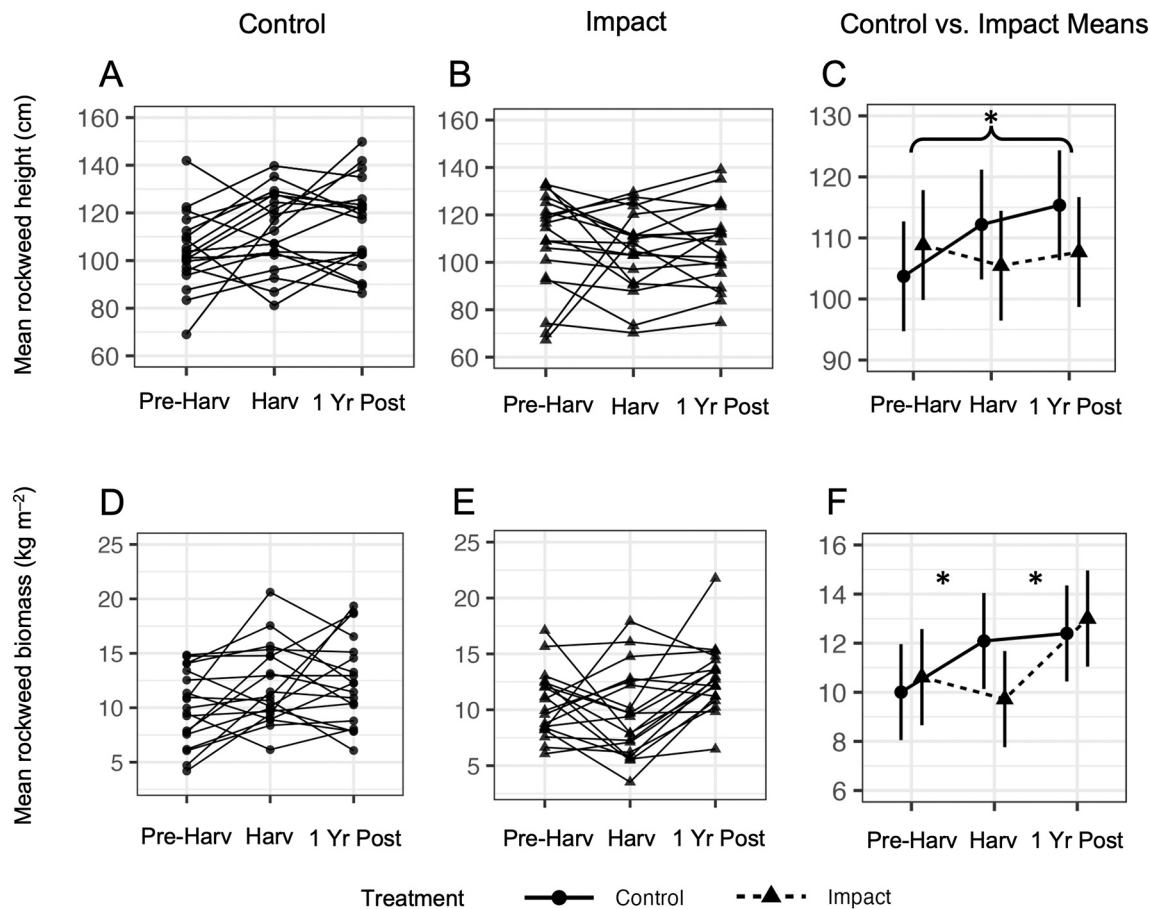 Control
Impact
Control vs. Impact Means
A
B
C
Mean rockweed height (cm)
160
140
120
100
80
60
Pre-Harv Harv 1 Yr Post
160
140
120
100
80
60
Pre-Harv Harv 1 Yr Post
130
120
110
100
90
*
Pre-Harv Harv 1 Yr Post
D
E
F
Mean rockweed biomass (kg m⁻²)
25
20
15
10
5
Pre-Harv Harv 1 Yr Post
25
20
15
10
5
Pre-Harv Harv 1 Yr Post
16
14
12
10
8
6
* *
Pre-Harv Harv 1 Yr Post
Treatment Control Impact